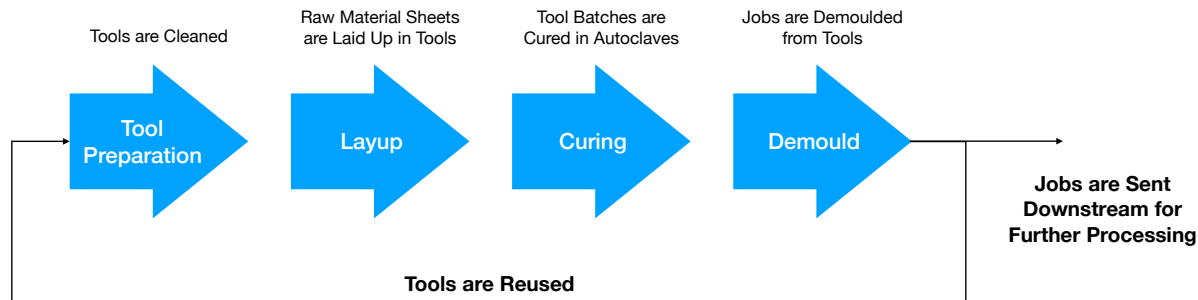 Tools are Cleaned
Raw Material Sheets
are Laid Up in Tools
Tool Batches are
Cured in Autoclaves
Jobs are Demoulded
from Tools
Tool
Preparation
Layup
Curing
Demould
Jobs are Sent
Downstream for
Further Processing
Tools are Reused